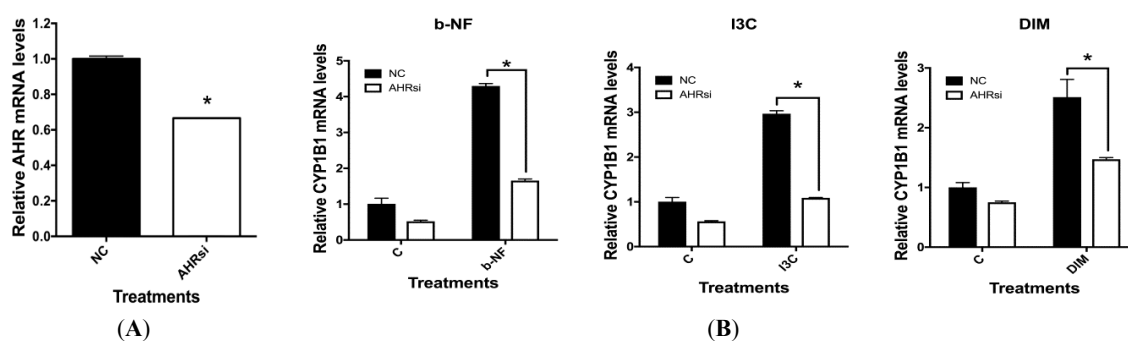 Relative AHR mRNA levels
1.2
1.0
0.8
0.6
0.4
0.2
0.0
*
NC
AHRsi
Treatments
(A)
b-NF
Relative CYP1B1 mRNA levels
5
4
3
2
1
0
NC
AHRsi
*
C
b-NF
Treatments
I3C
Relative CYP1B1 mRNA levels
4
3
2
1
0
NC
AHRsi
*
C
I3C
Treatments
DIM
Relative CYP1B1 mRNA levels
3
2
1
0
NC
AHRsi
*
C
DIM
Treatments
(B)